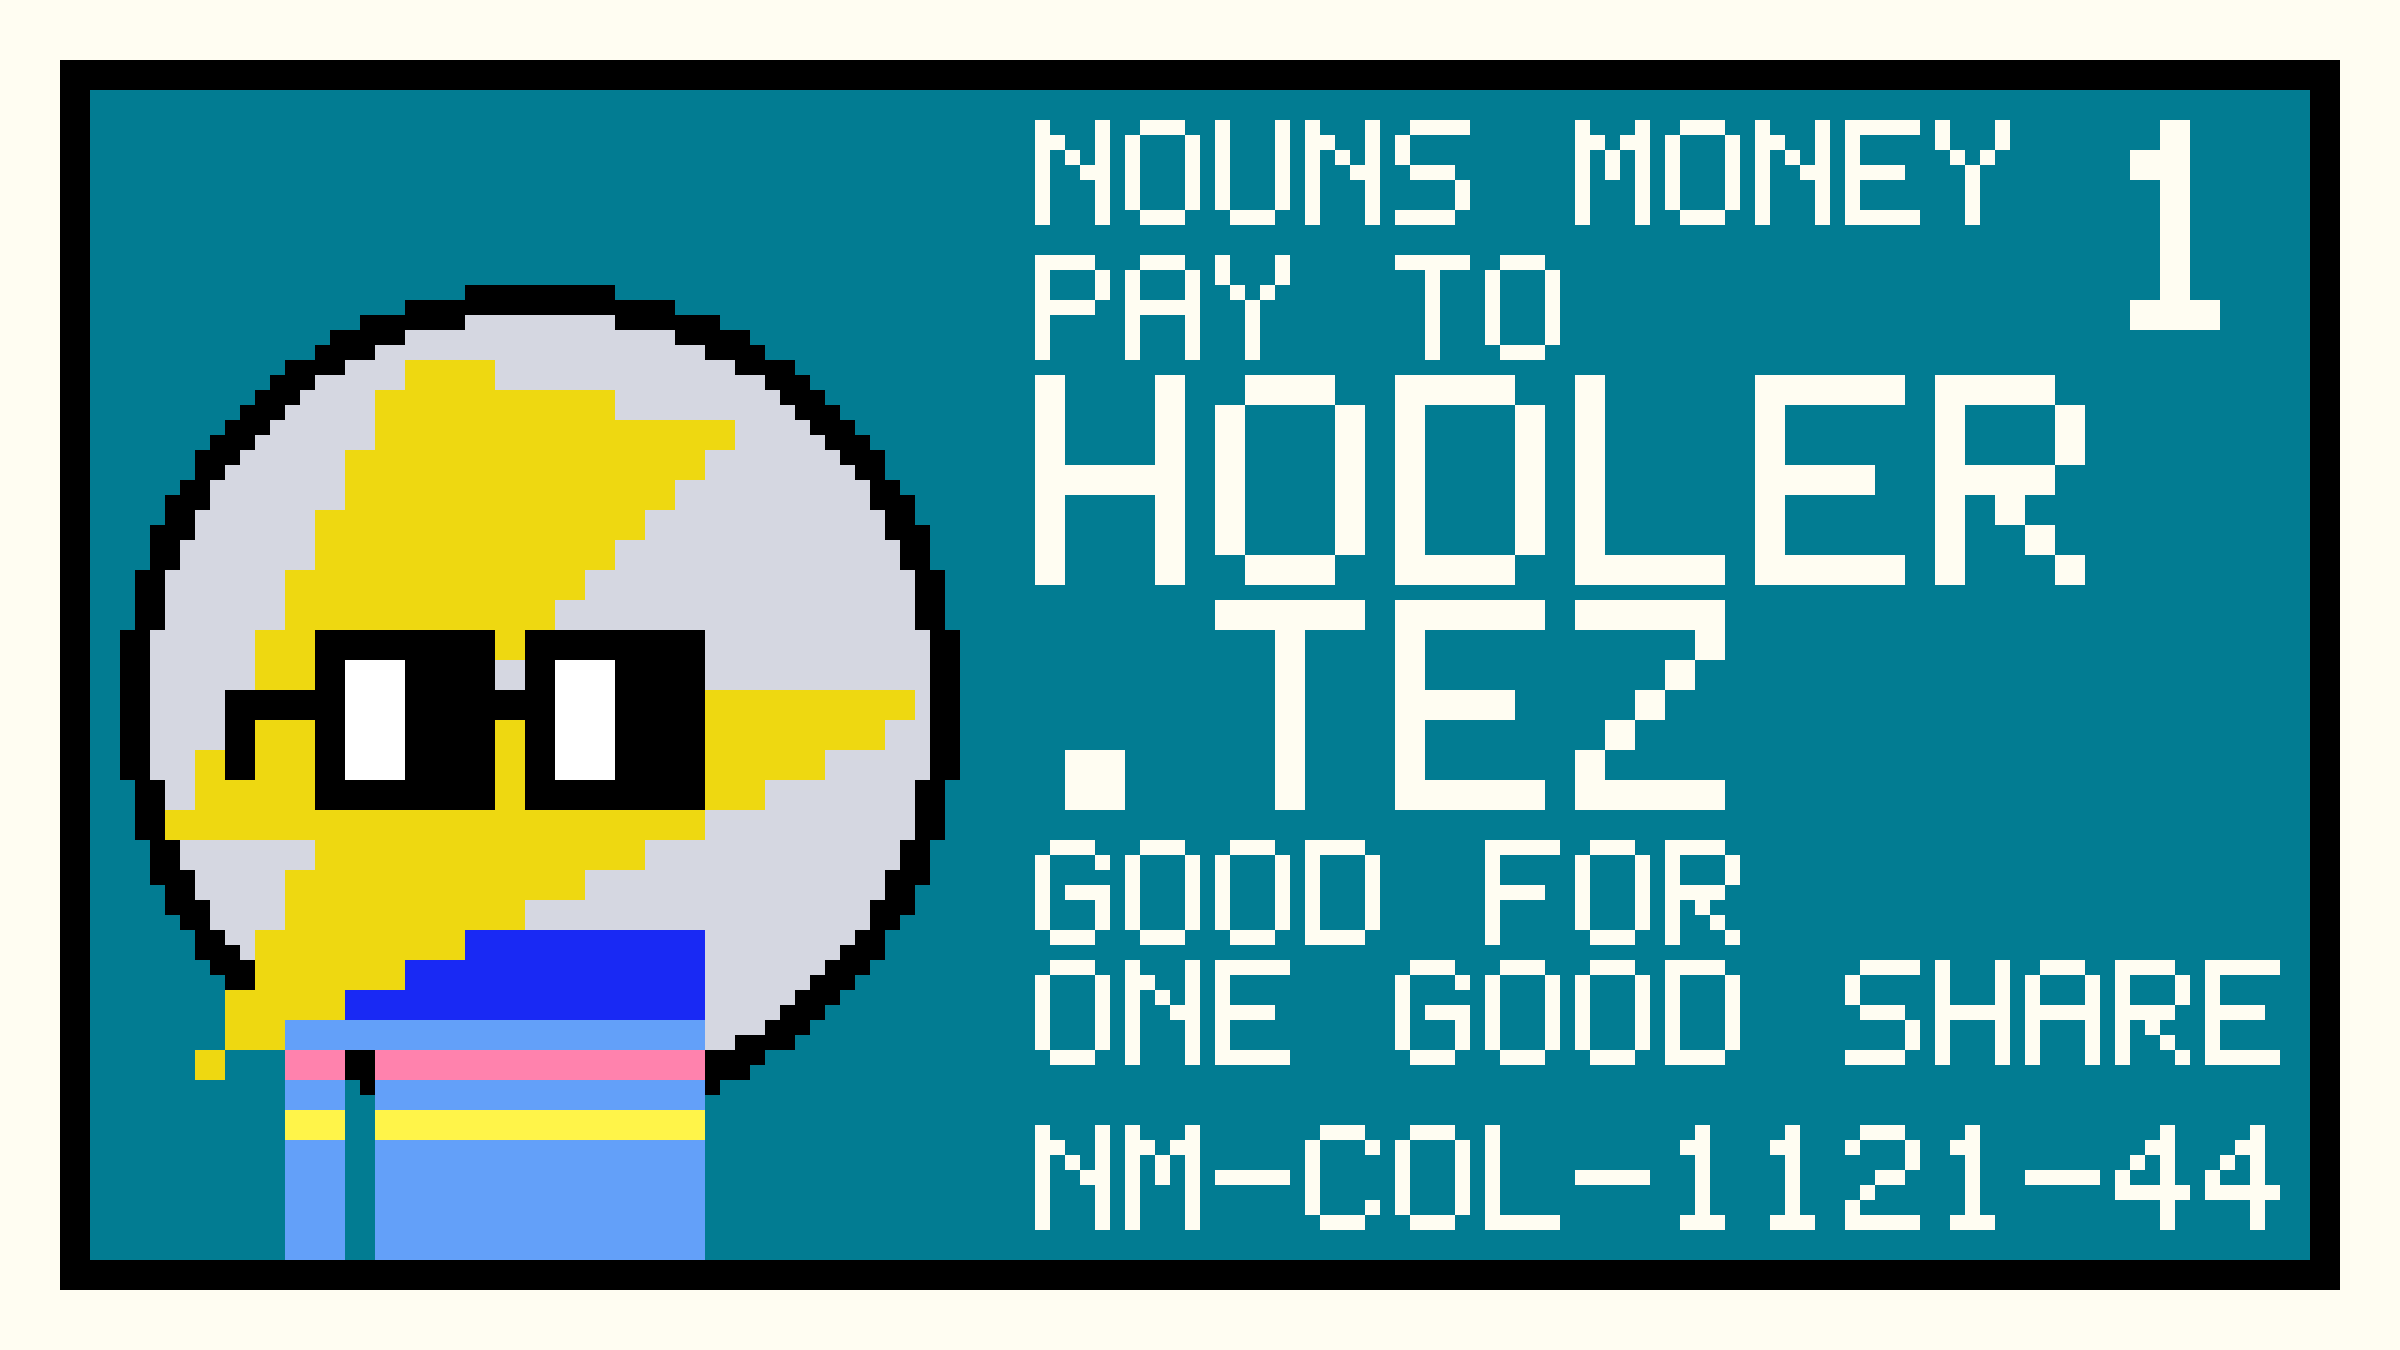 NOUNS MONEY 1
PAY TO
HODLER
.TEZ
GOOD FOR
ONE GOOD SHARE
NM-COL-1121-44